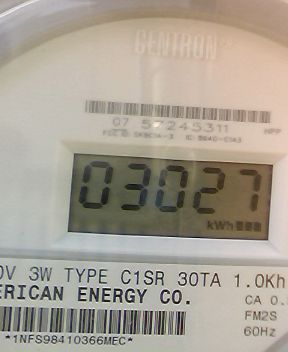 CENTRON
07 57245311
HPP
03027
kWh
0V 3W TYPE C1SR 30TA 1.0Kh
ERICAN ENERGY CO.
CA 0.
FM2S
60Hz
*1NFS98410366MEC*